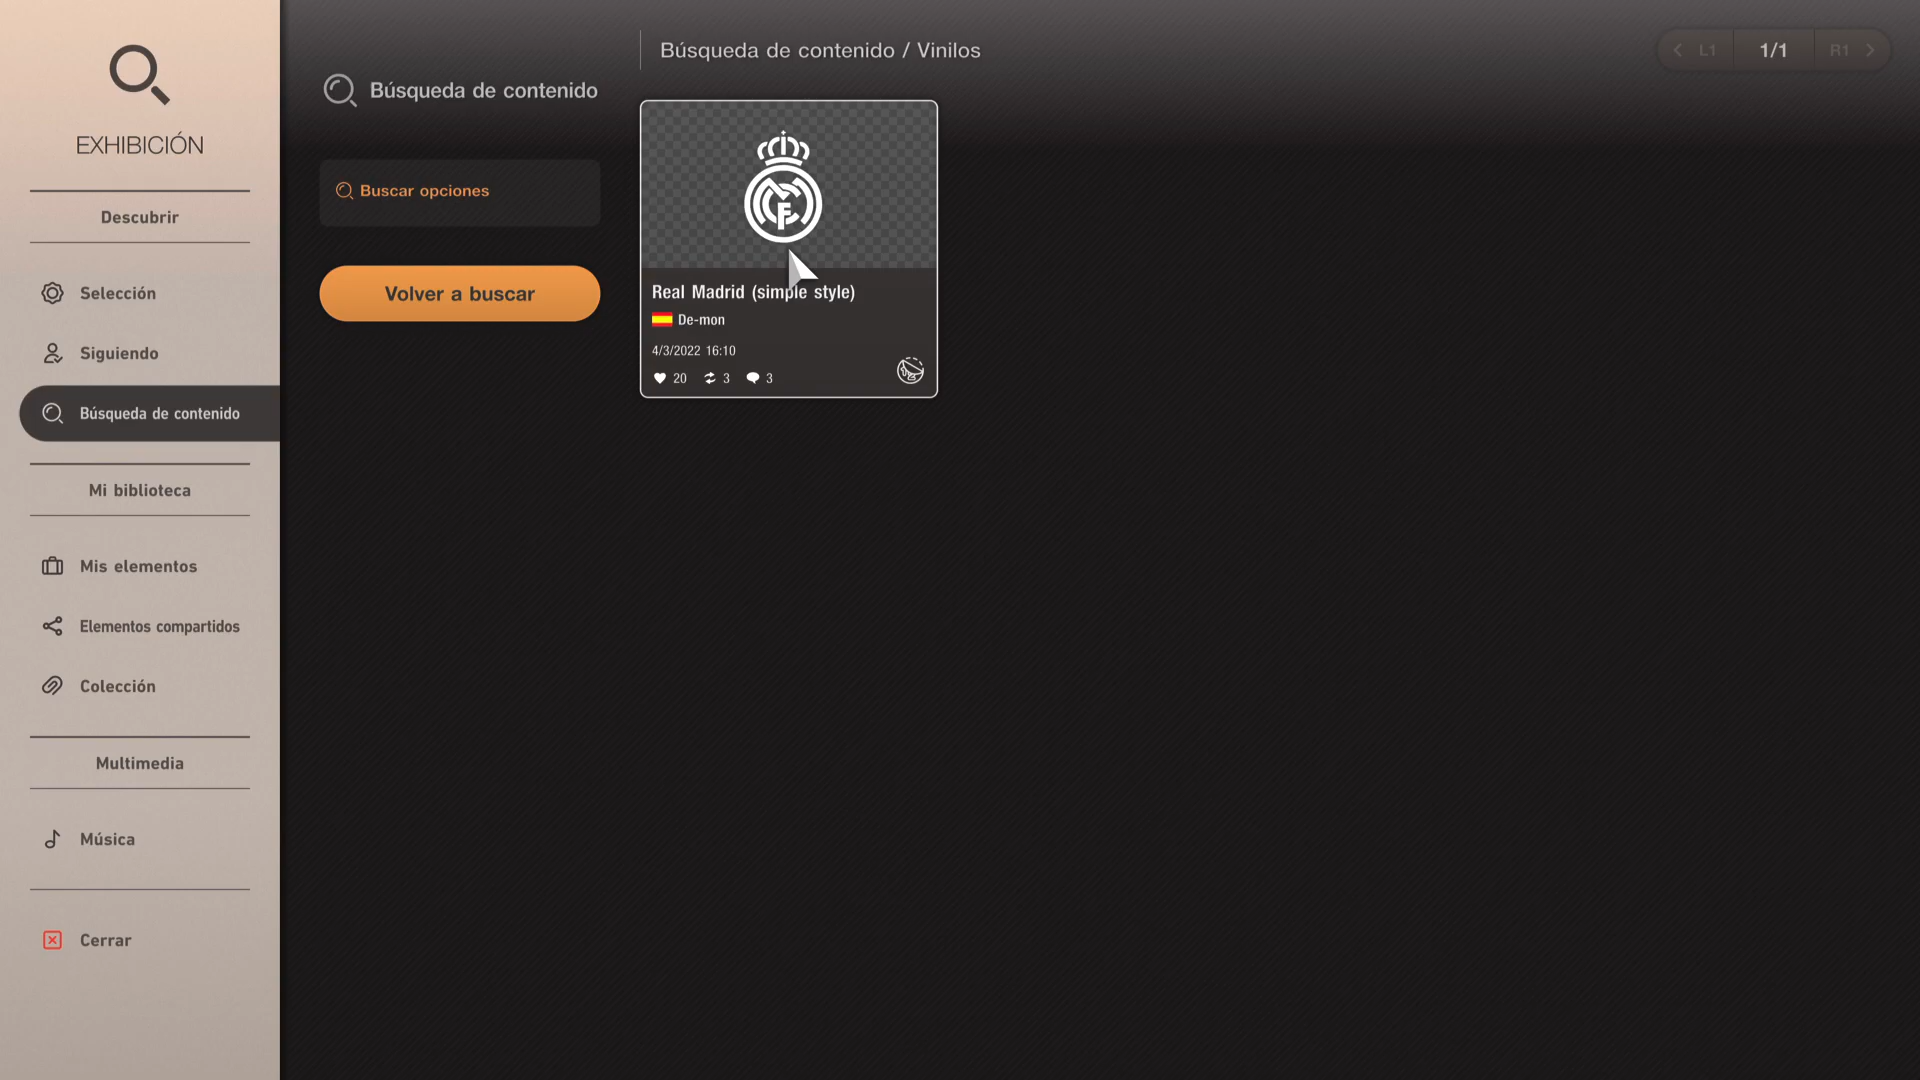 EXHIBICIÓN
Descubrir
Selección
Siguiendo
Búsqueda de contenido
Mi biblioteca
Mis elementos
Elementos compartidos
Colección
Multimedia
Música
Cerrar
Búsqueda de contenido
Buscar opciones
Volver a buscar
Búsqueda de contenido / Vinilos
L1 1/1 R1
Real Madrid (simple style)
De-mon
4/3/2022 16:10
20 3 3